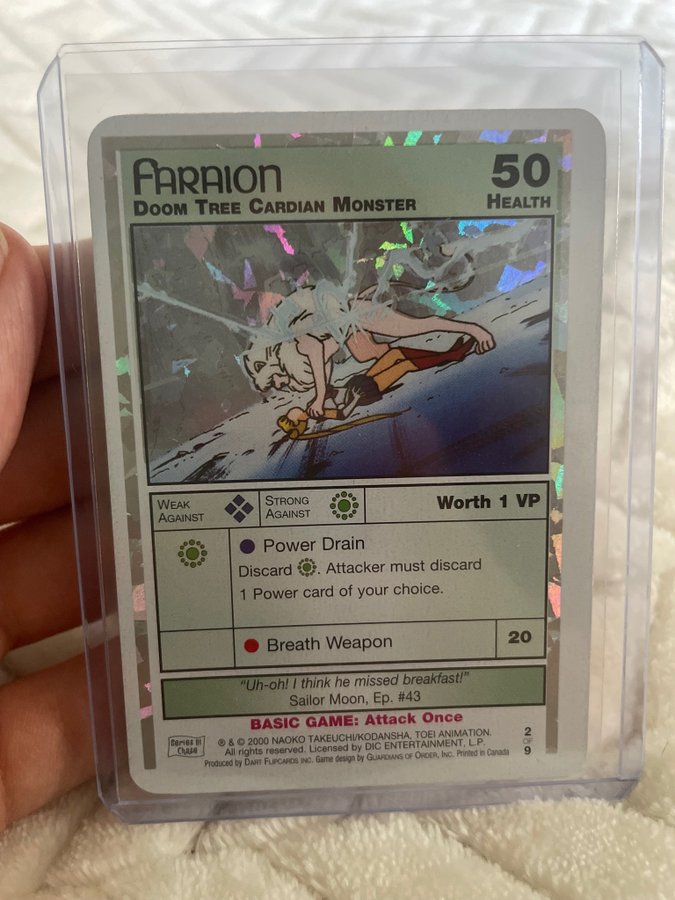 Faraion
50
Doom Tree Cardian Monster
Health
Weak Against
Strong Against
Worth 1 VP
Power Drain
Discard . Attacker must discard
1 Power card of your choice.
Breath Weapon
20
"Uh-oh! I think he missed breakfast!"
Sailor Moon, Ep. #43
BASIC GAME: Attack Once
Series III
Chase
® & © 2000 NAOKO TAKEUCHI/KODANSHA, TOEI ANIMATION.
All rights reserved. Licensed by DIC ENTERTAINMENT, L.P.
Produced by Dart Flipcards Inc. Game design by Guardians of Order, Inc. Printed in Canada
2
OF
9